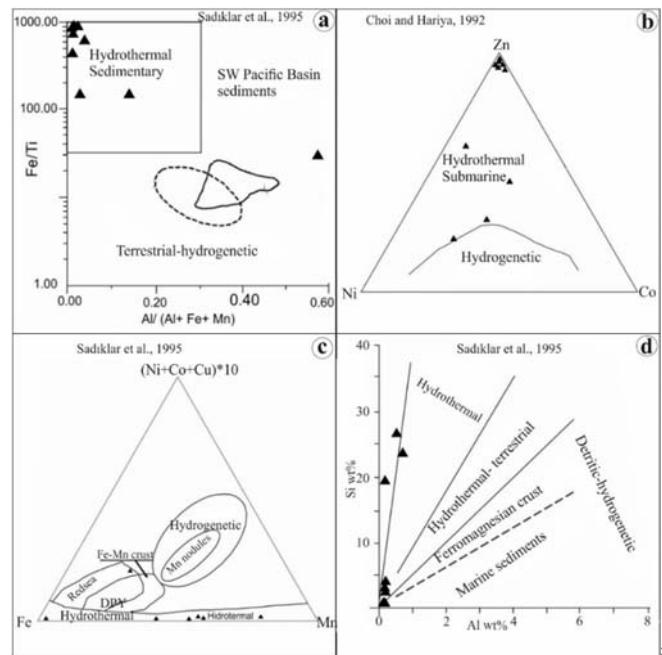 Sadıklar et al., 1995
a
1000.00
100.00
10
1.00
Fe/Ti
Hydrothermal
Sedimentary
SW Pacific Basin
sediments
Terrestrial-hydrogenetic
0.00
0.20
0.40
0.60
Al/ (Al+ Fe+ Mn)
Choi and Hariya, 1992
b
Zn
Hydrothermal
Submarine
Hydrogenetic
Ni
Co
Sadıklar et al., 1995
c
(Ni+Co+Cu)*10
Hydrogenetic
Mn nodules
Fe-Mn crust
Redsea
DPY
Hydrothermal
Hidrotermal
Fe
Mn
Sadıklar et al., 1995
d
40
30
20
10
0
Si wt%
Hydrothermal
Hydrothermal- terrestrial
Ferromagnesian crust
Detritic-hydrogenetic
Marine sediments
0
2
4
6
8
Al wt%